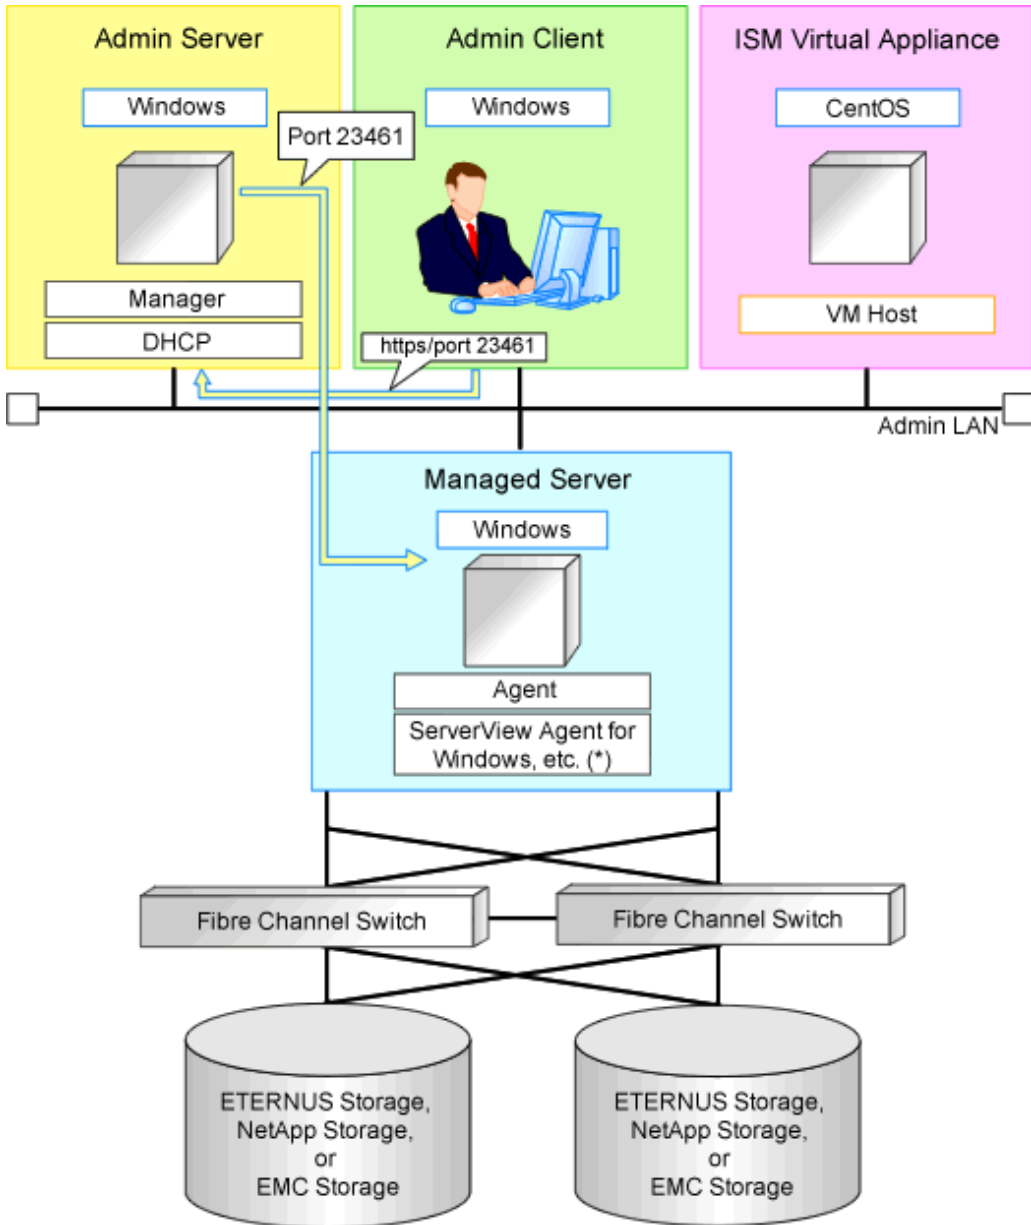 Admin Server
Windows
Port 23461
Manager
DHCP
Admin Client
Windows
https/port 23461
ISM Virtual Appliance
CentOS
VM Host
Admin LAN
Managed Server
Windows
Agent
ServerView Agent for
Windows, etc. (*)
Fibre Channel Switch
Fibre Channel Switch
ETERNUS Storage,
NetApp Storage,
or
EMC Storage
ETERNUS Storage,
NetApp Storage,
or
EMC Storage